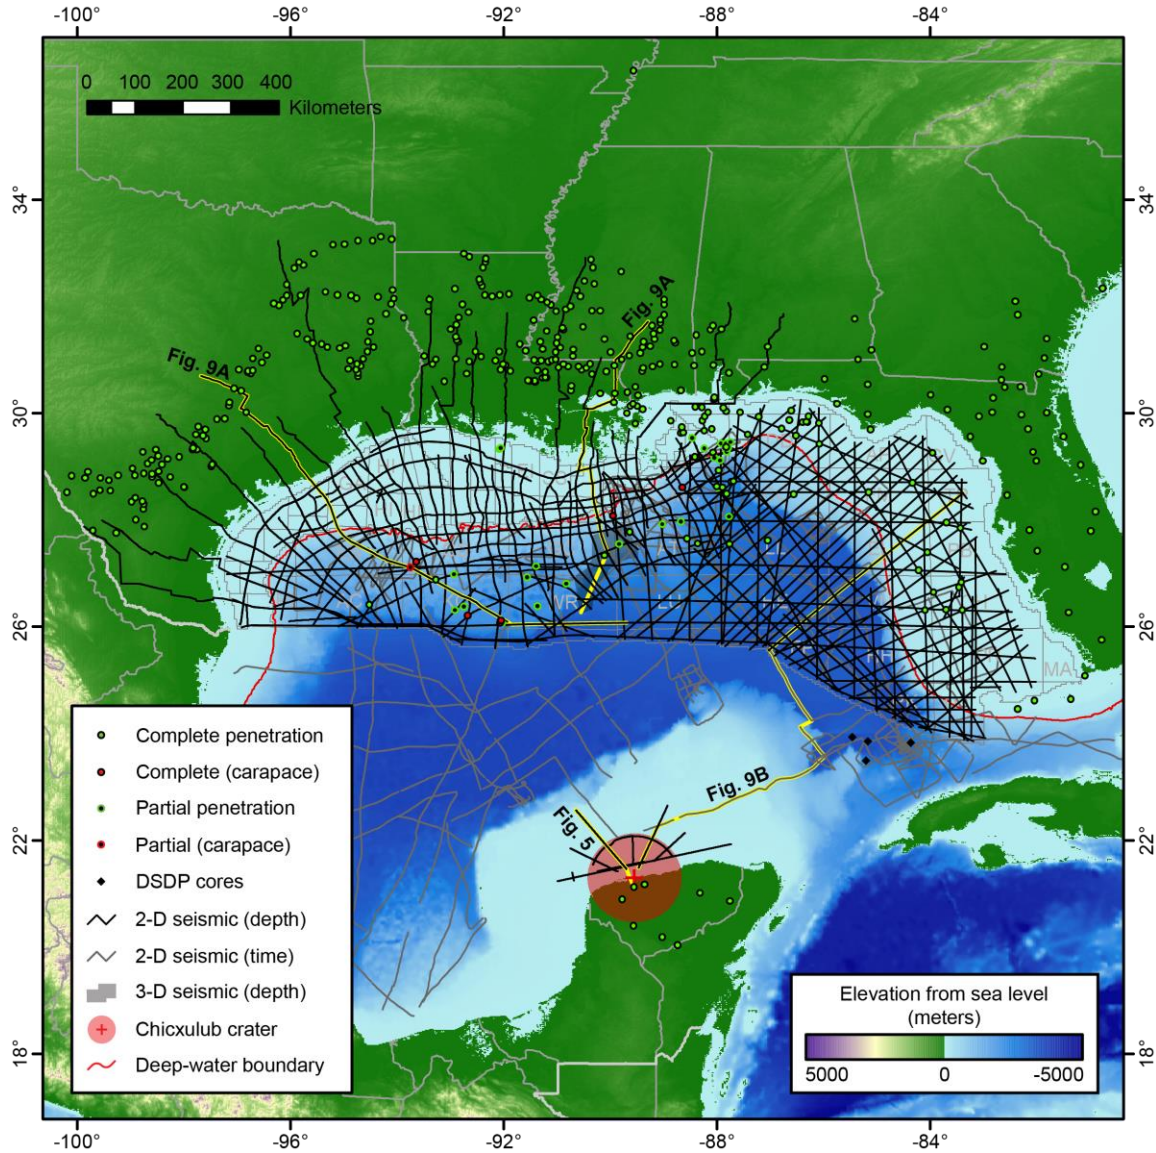 -100° -96° -92° -88° -84°
0 100 200 300 400
Kilometers
34° 34°
Fig. 9A
Fig. 9A
30° 30°
AC WR LU
26° 26°
MA
Fig. 9B
Fig. 5
22° 22°
18° 18°
Complete penetration
Complete (carapace)
Partial penetration
Partial (carapace)
DSDP cores
2-D seismic (depth)
2-D seismic (time)
3-D seismic (depth)
Chicxulub crater
Deep-water boundary
Elevation from sea level
(meters)
5000 0 -5000
-100° -96° -92° -88° -84°